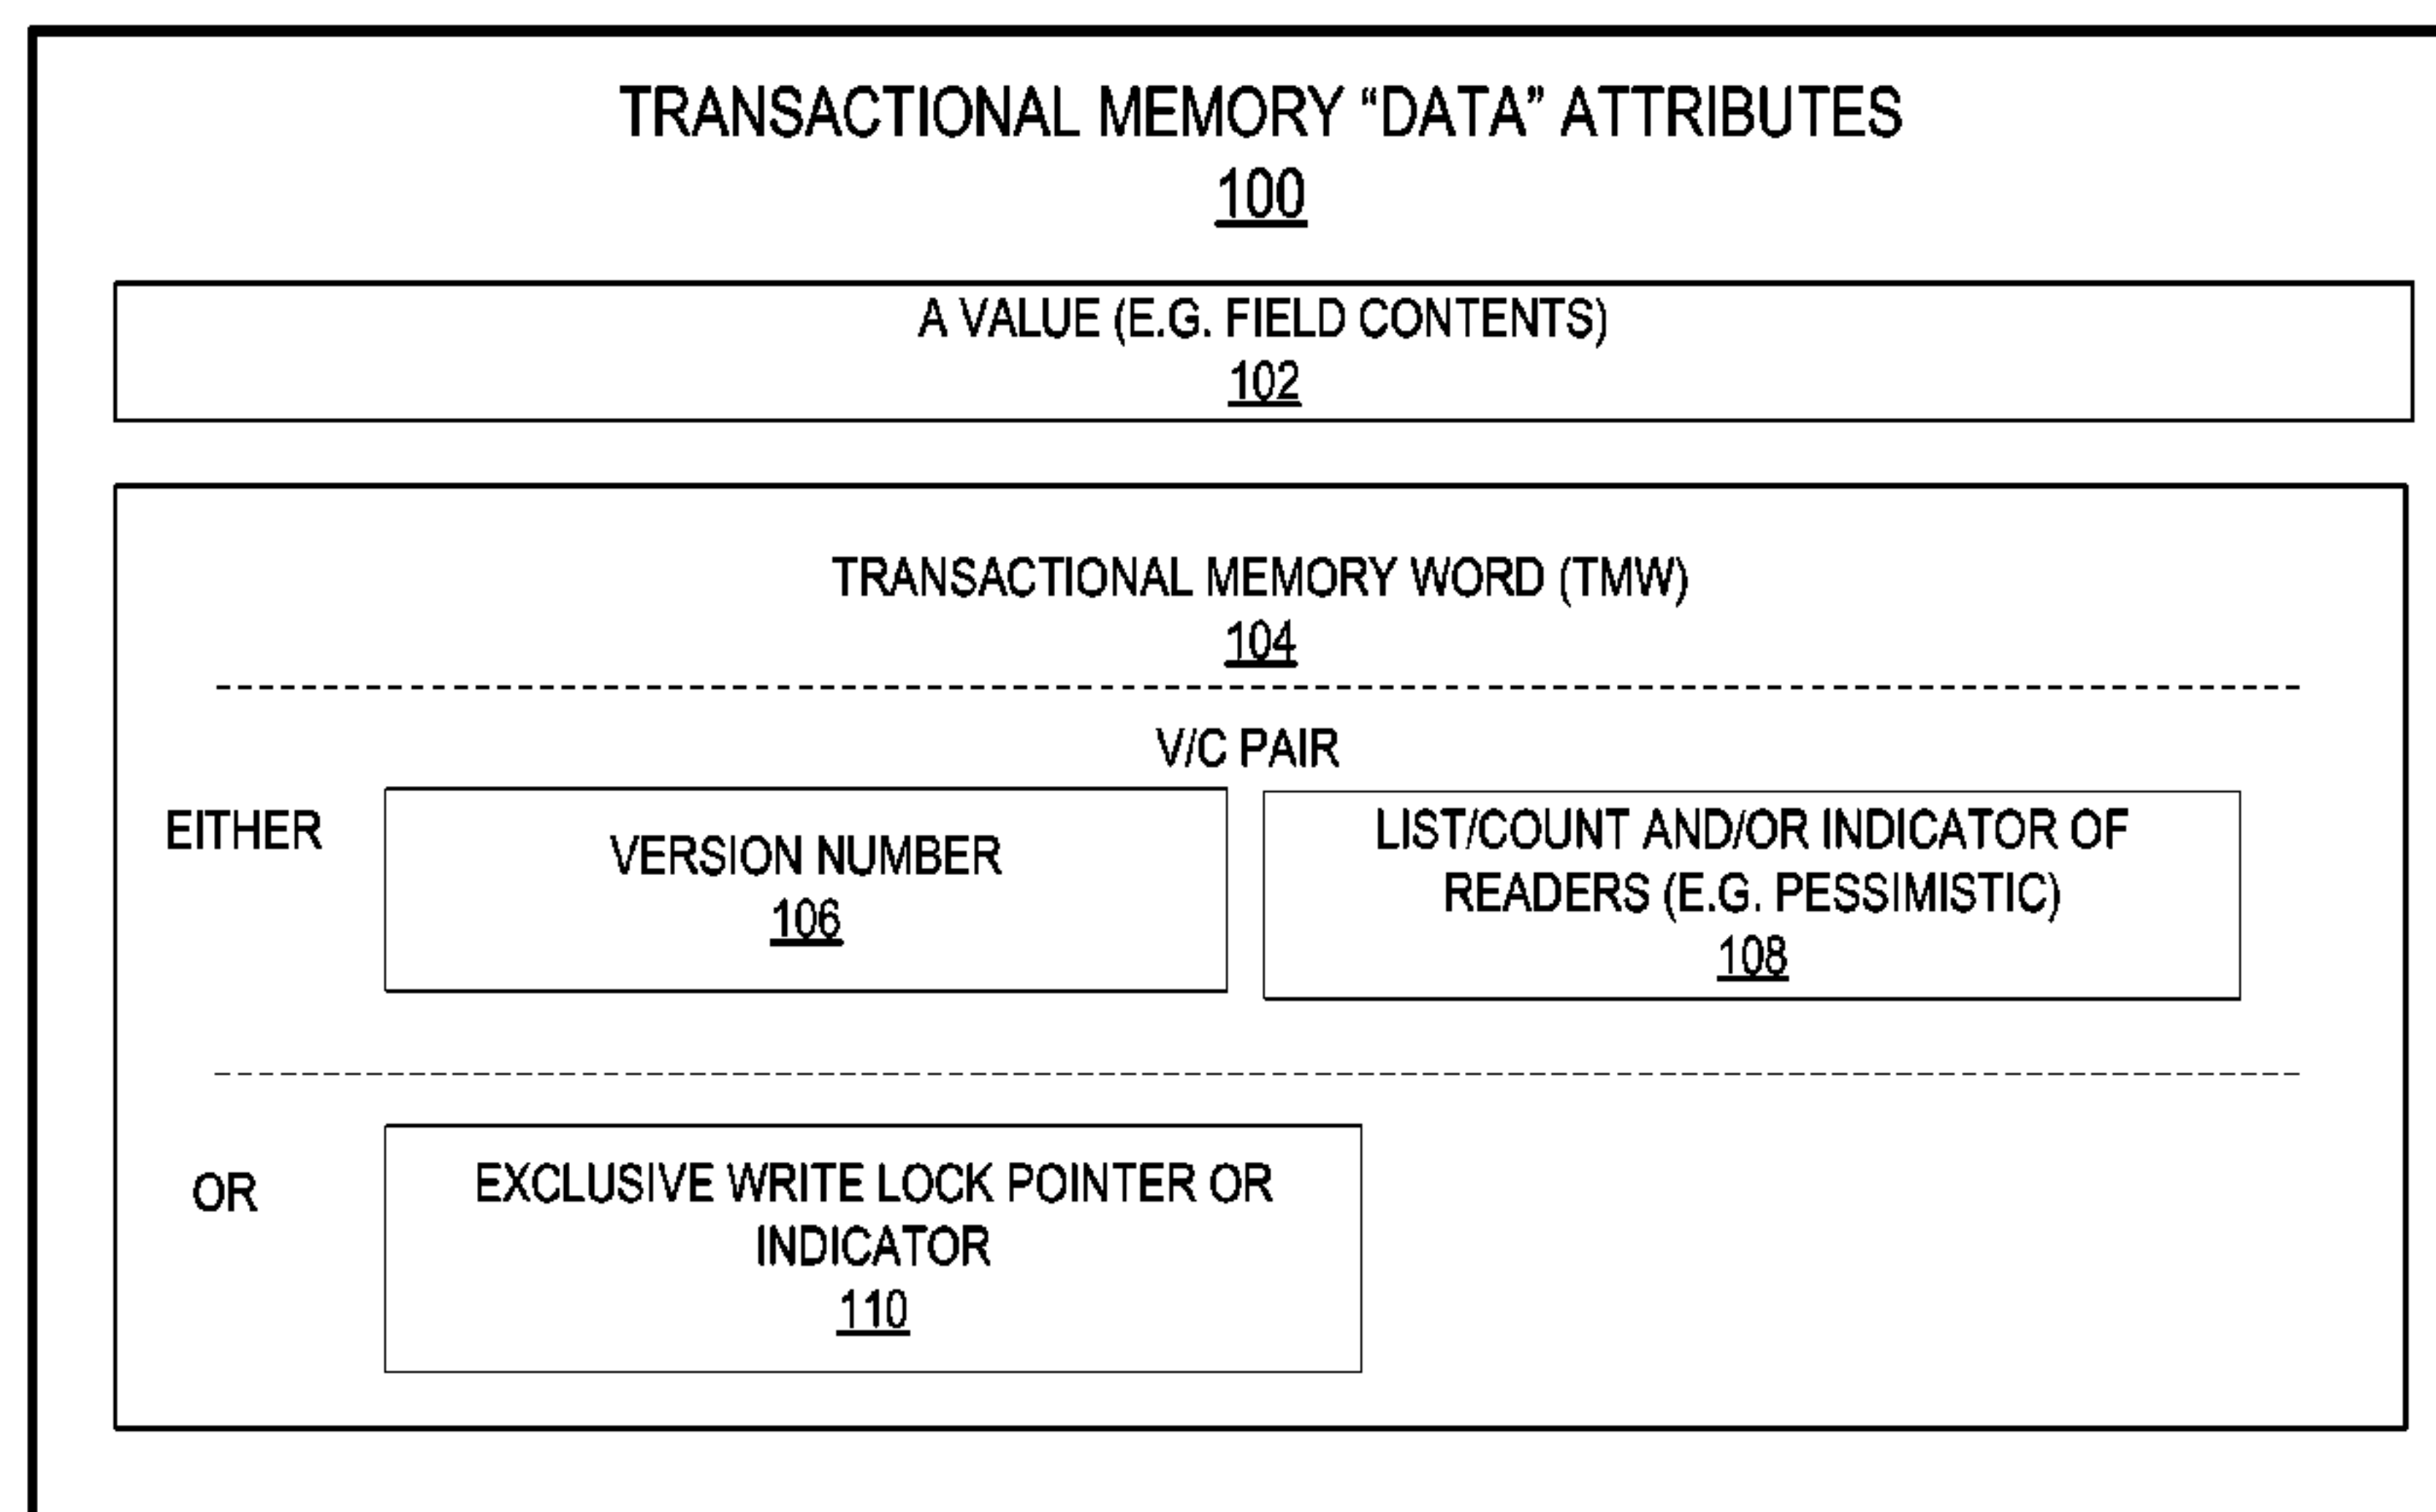 TRANSACTIONAL MEMORY “DATA” ATTRIBUTES
100
A VALUE (E.G. FIELD CONTENTS)
102
TRANSACTIONAL MEMORY WORD (TMW)
104
V/C PAIR
EITHER
VERSION NUMBER
106
LIST/COUNT AND/OR INDICATOR OF
READERS (E.G. PESSIMISTIC)
108
OR
EXCLUSIVE WRITE LOCK POINTER OR
INDICATOR
110